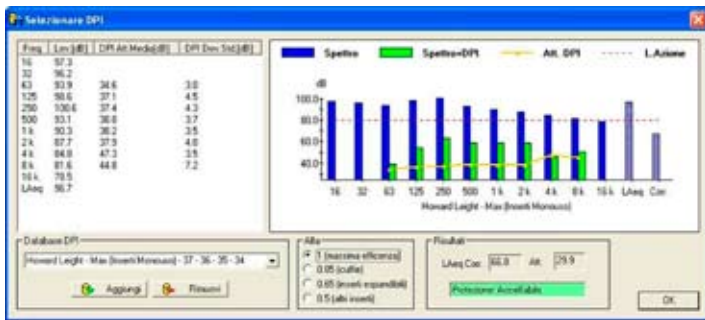 Selezionare DPI
Freq Lev [dB] DPI Att.Media[dB] DPI Dev.Std.[dB]
16 97.3
32 96.2
63 93.9 34.6 3.0
125 98.6 37.1 4.5
250 100.6 37.4 4.3
500 93.1 38.8 3.7
1 k 90.3 38.2 3.5
2 k 87.7 37.9 4.0
4 k 84.8 47.3 3.5
8 k 81.6 44.8 7.2
16 k 78.5
LAeq 96.7
Spettro Spettro+DPI Att. DPI L.Azione
dB
100.0
80.0
60.0
40.0
16 32 63 125 250 500 1 k 2 k 4 k 8 k 16 k LAeq Corr
Howard Leight - Max (Inserti Monouso)
Database DPI
Howard Leight - Max (Inserti Monouso) - 37 - 36 - 35 - 34
Aggiungi Rimuovi
Alfa
1 (massima efficenza)
0.85 (cuffie)
0.65 (inserti espandibili)
0.5 (altri inserti)
Risultati
LAeq Corr 66.8 Att. 29.9
Protezione Accettabile
OK